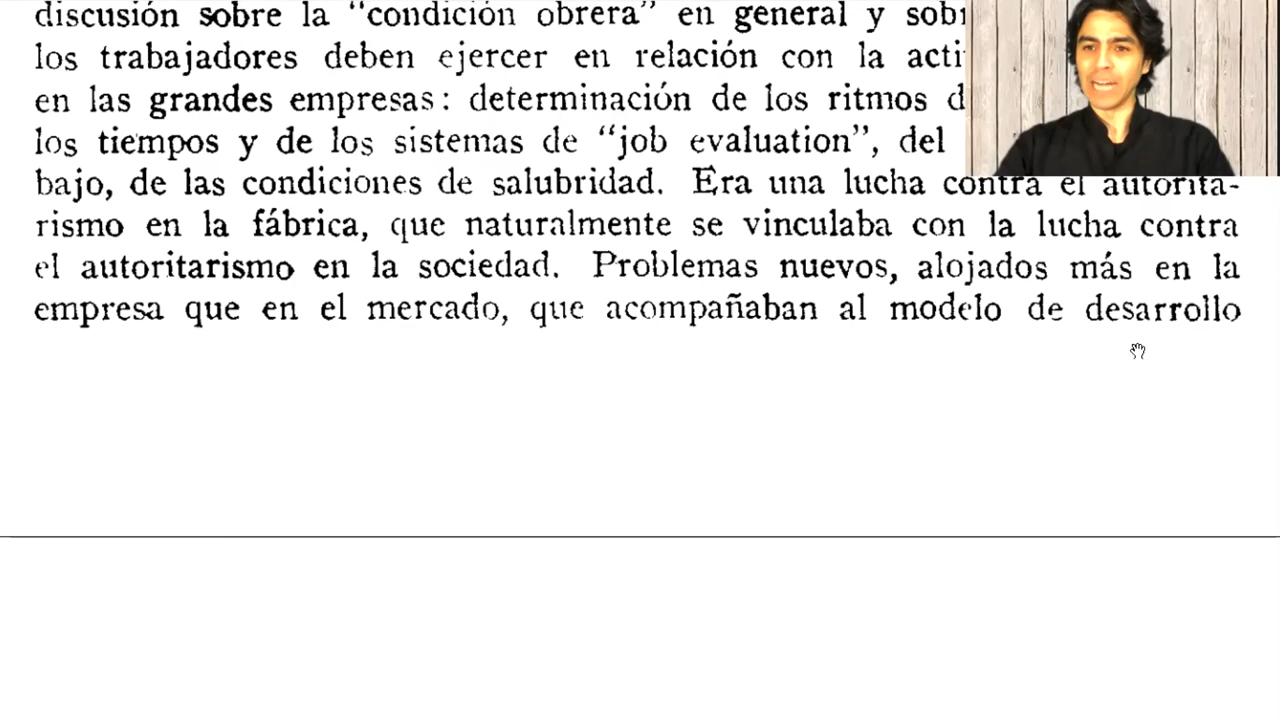 discusión sobre la “condición obrera” en general y
los trabajadores deben ejercer en relación con la
en las grandes empresas: determinación de los ritmos
los tiempos y de los sistemas de “job evaluation”, del
bajo, de las condiciones de salubridad. Era una lucha contra el autorita-
rismo en la fábrica, que naturalmente se vinculaba con la lucha contra
el autoritarismo en la sociedad. Problemas nuevos, alojados más en la
empresa que en el mercado, que acompañaban al modelo de desarrollo